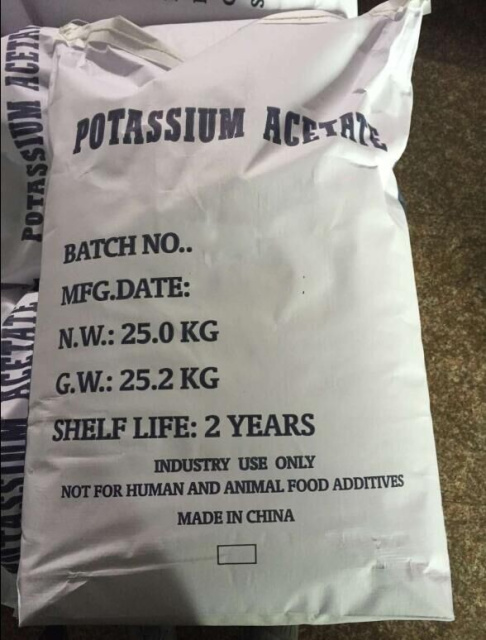 POTASSIUM ACETATE
BATCH NO..
MFG.DATE:
N.W.: 25.0 KG
G.W.: 25.2 KG
SHELF LIFE: 2 YEARS
INDUSTRY USE ONLY
NOT FOR HUMAN AND ANIMAL FOOD ADDITIVES
MADE IN CHINA
POTASSIUM
ACETATE